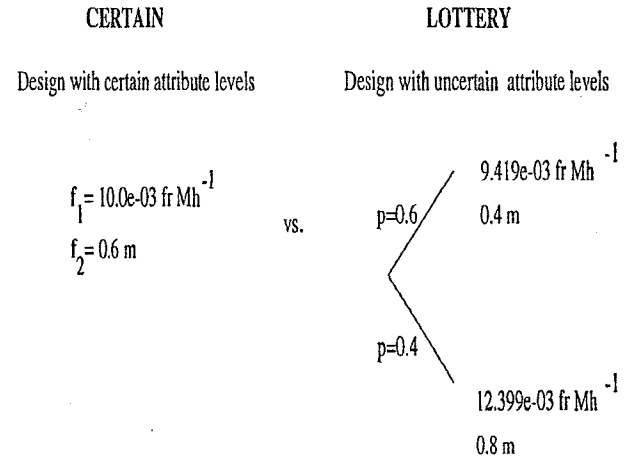 CERTAIN
Design with certain attribute levels
f₁= 10.0e-03 fr Mh⁻¹
f₂= 0.6 m
vs.
LOTTERY
Design with uncertain attribute levels
p=0.6
9.419e-03 fr Mh⁻¹
0.4 m
p=0.4
12.399e-03 fr Mh⁻¹
0.8 m